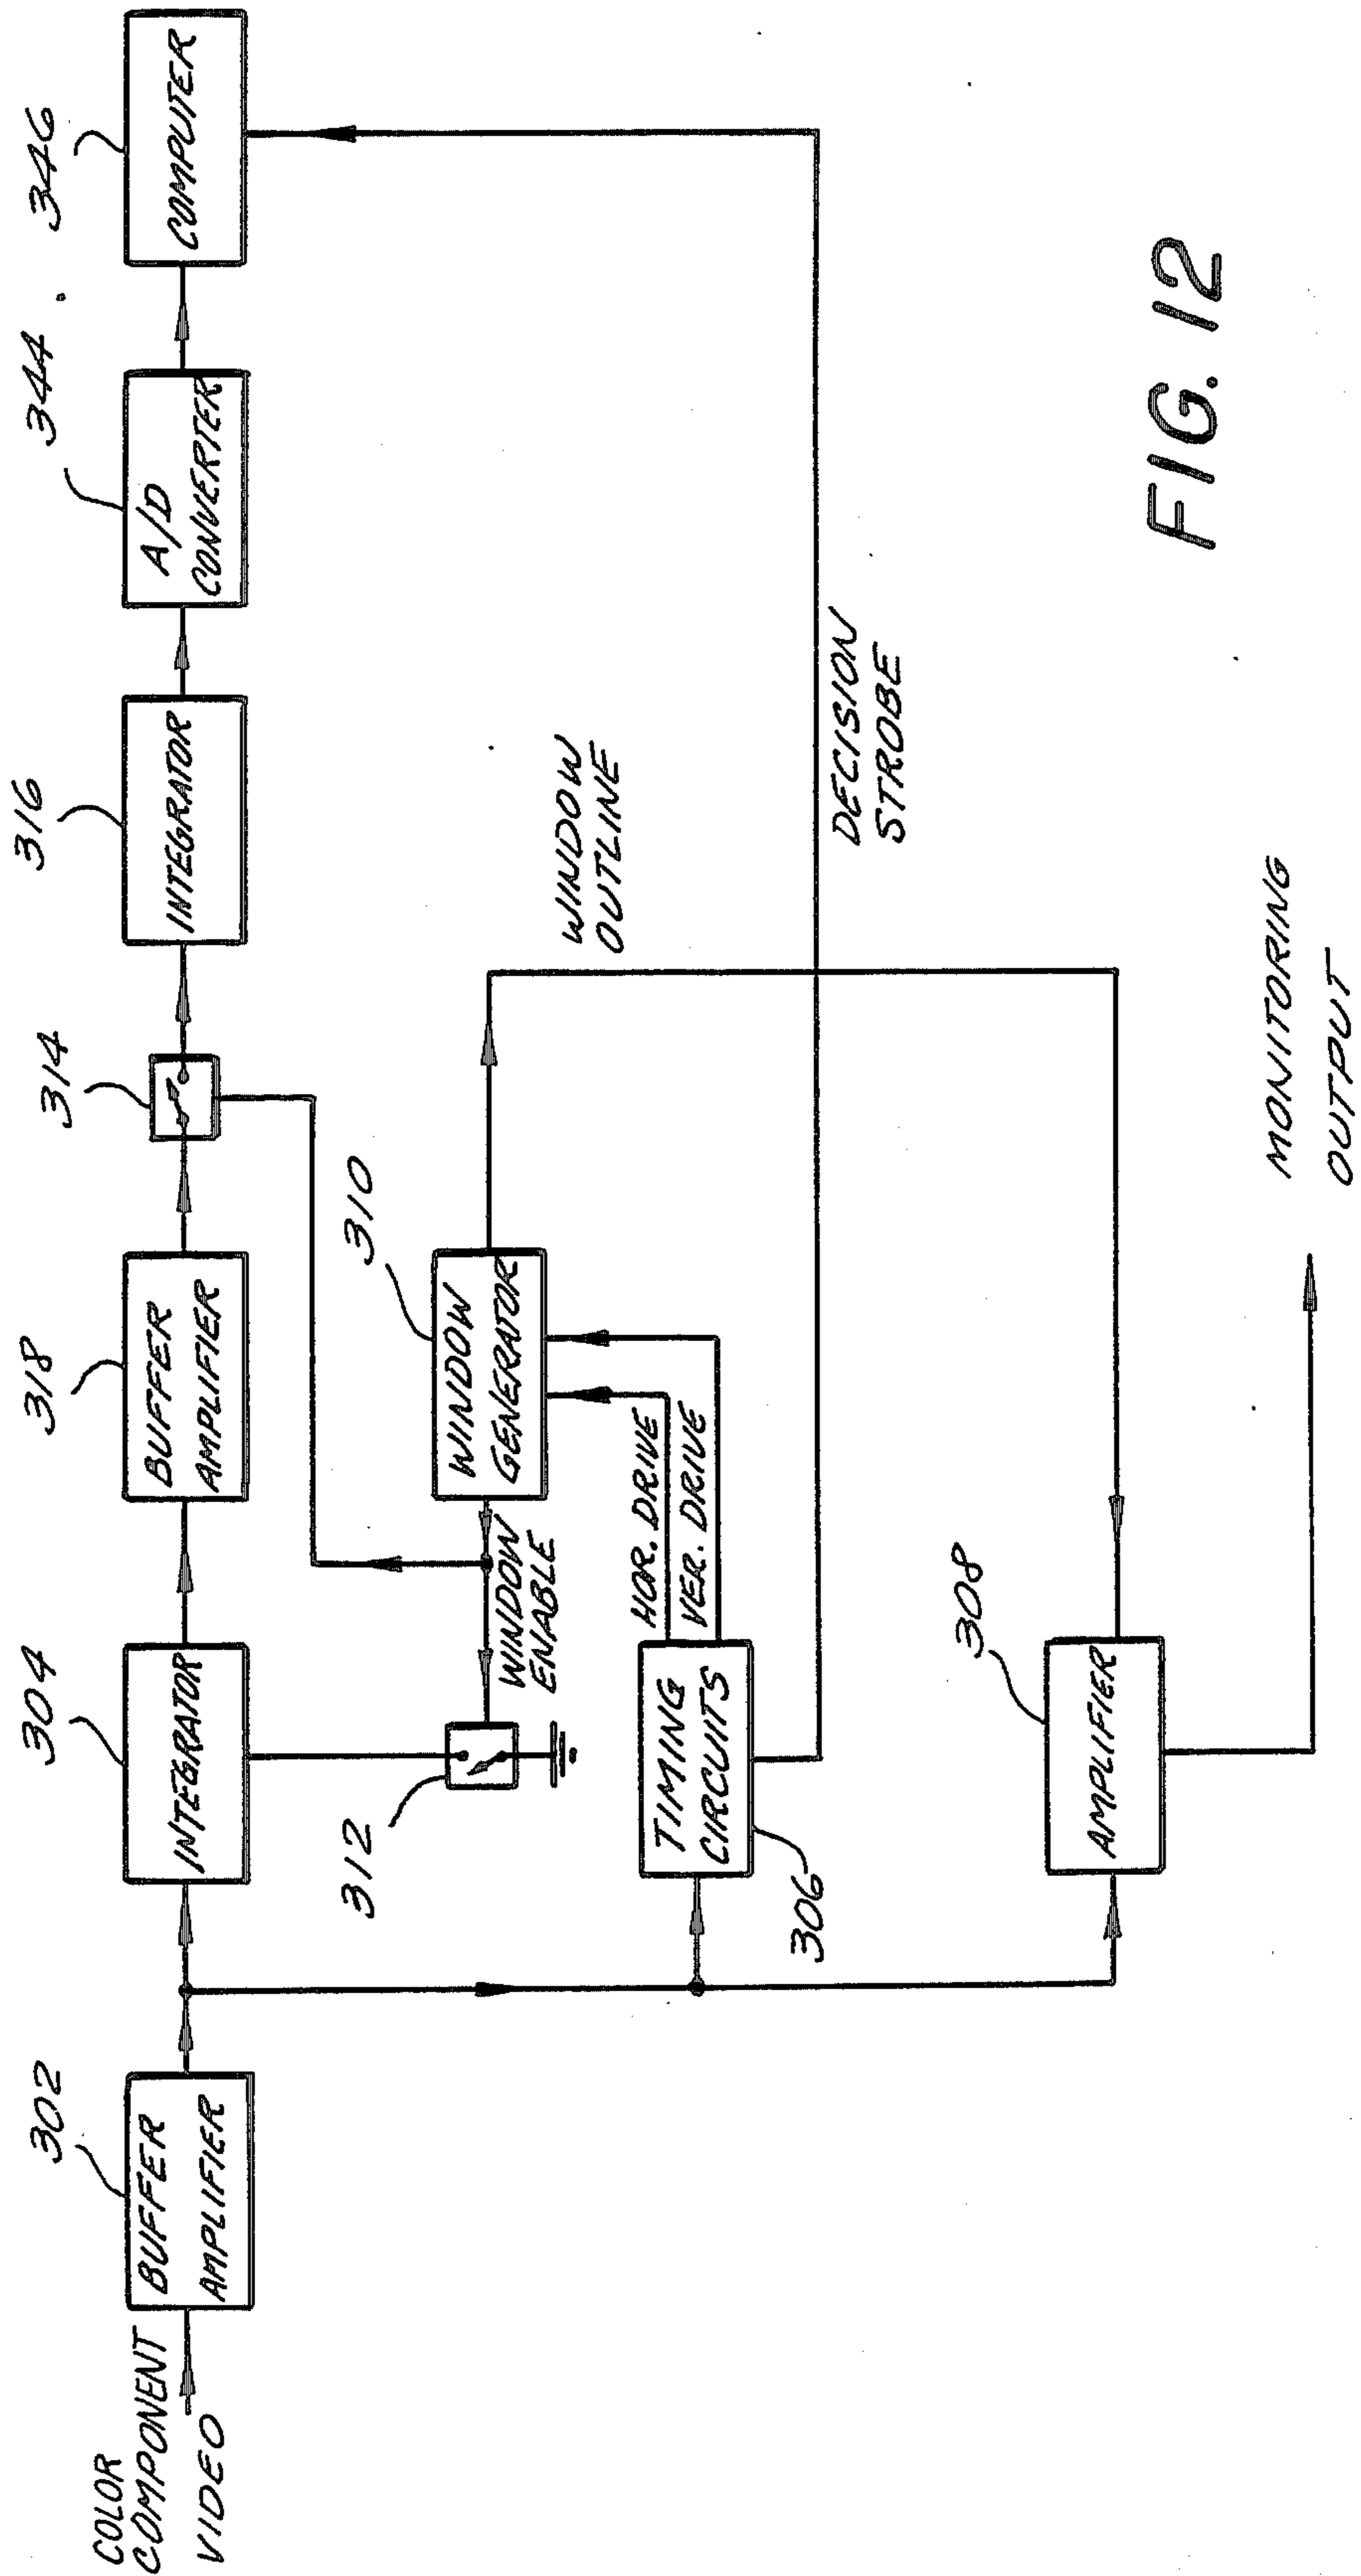 COLOR
COMPONENT
VIDEO
302
BUFFER
AMPLIFIER
304
INTEGRATOR
318
BUFFER
AMPLIFIER
314
316
INTEGRATOR
344
A/D
CONVERTER
346
COMPUTER
312
WINDOW
ENABLE
310
WINDOW
GENERATOR
WINDOW
OUTLINE
306
TIMING
CIRCUITS
HOR. DRIVE
VER. DRIVE
DECISION
STROBE
308
AMPLIFIER
MONITORING
OUTPUT
FIG. 12